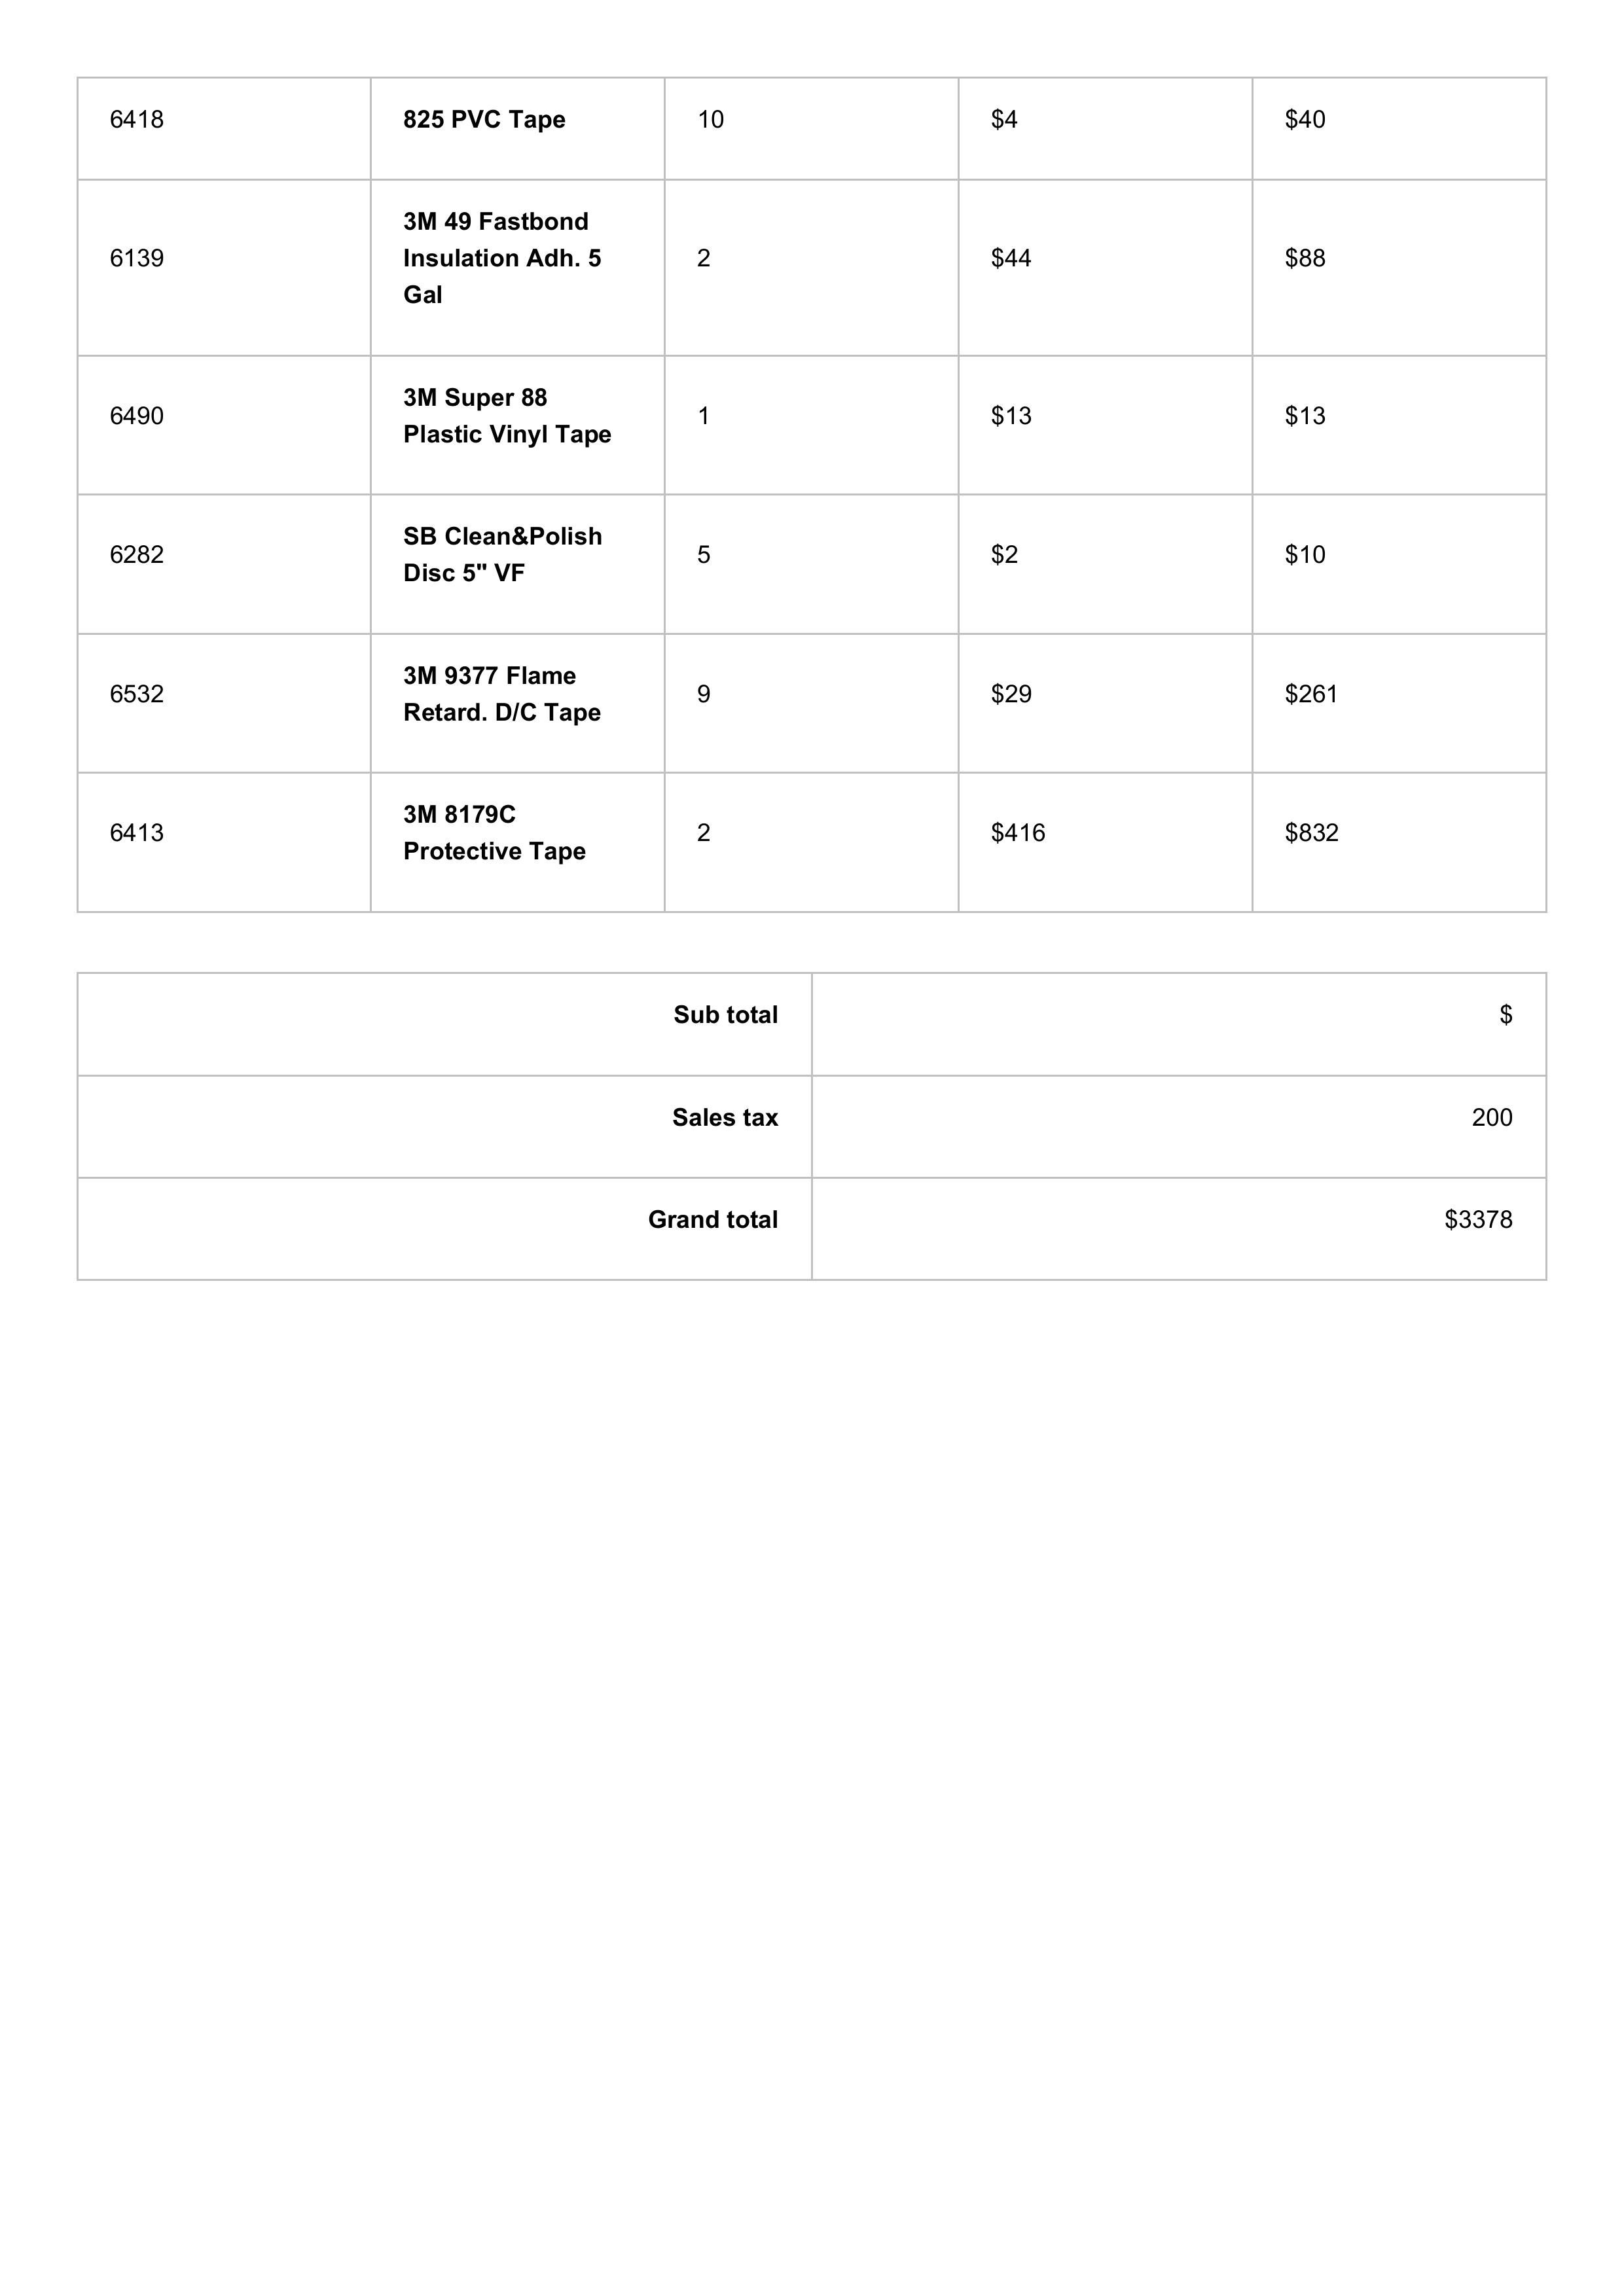 6418 825 PVC Tape 10 $4 $40
3M 49 Fastbond
6139 Insulation Adh. 5 2 $44 $88
Gal
3M Super 88
6490 1 $13 $13
Plastic Vinyl Tape
SB Clean&Polish
6282 5 $2 $10
Disc 5" VF
3M 9377 Flame
6532 9 $29 $261
Retard. D/C Tape
3M 8179C
6413 2 $416 $832
Protective Tape
Sub total $
Sales tax 200
Grand total $3378